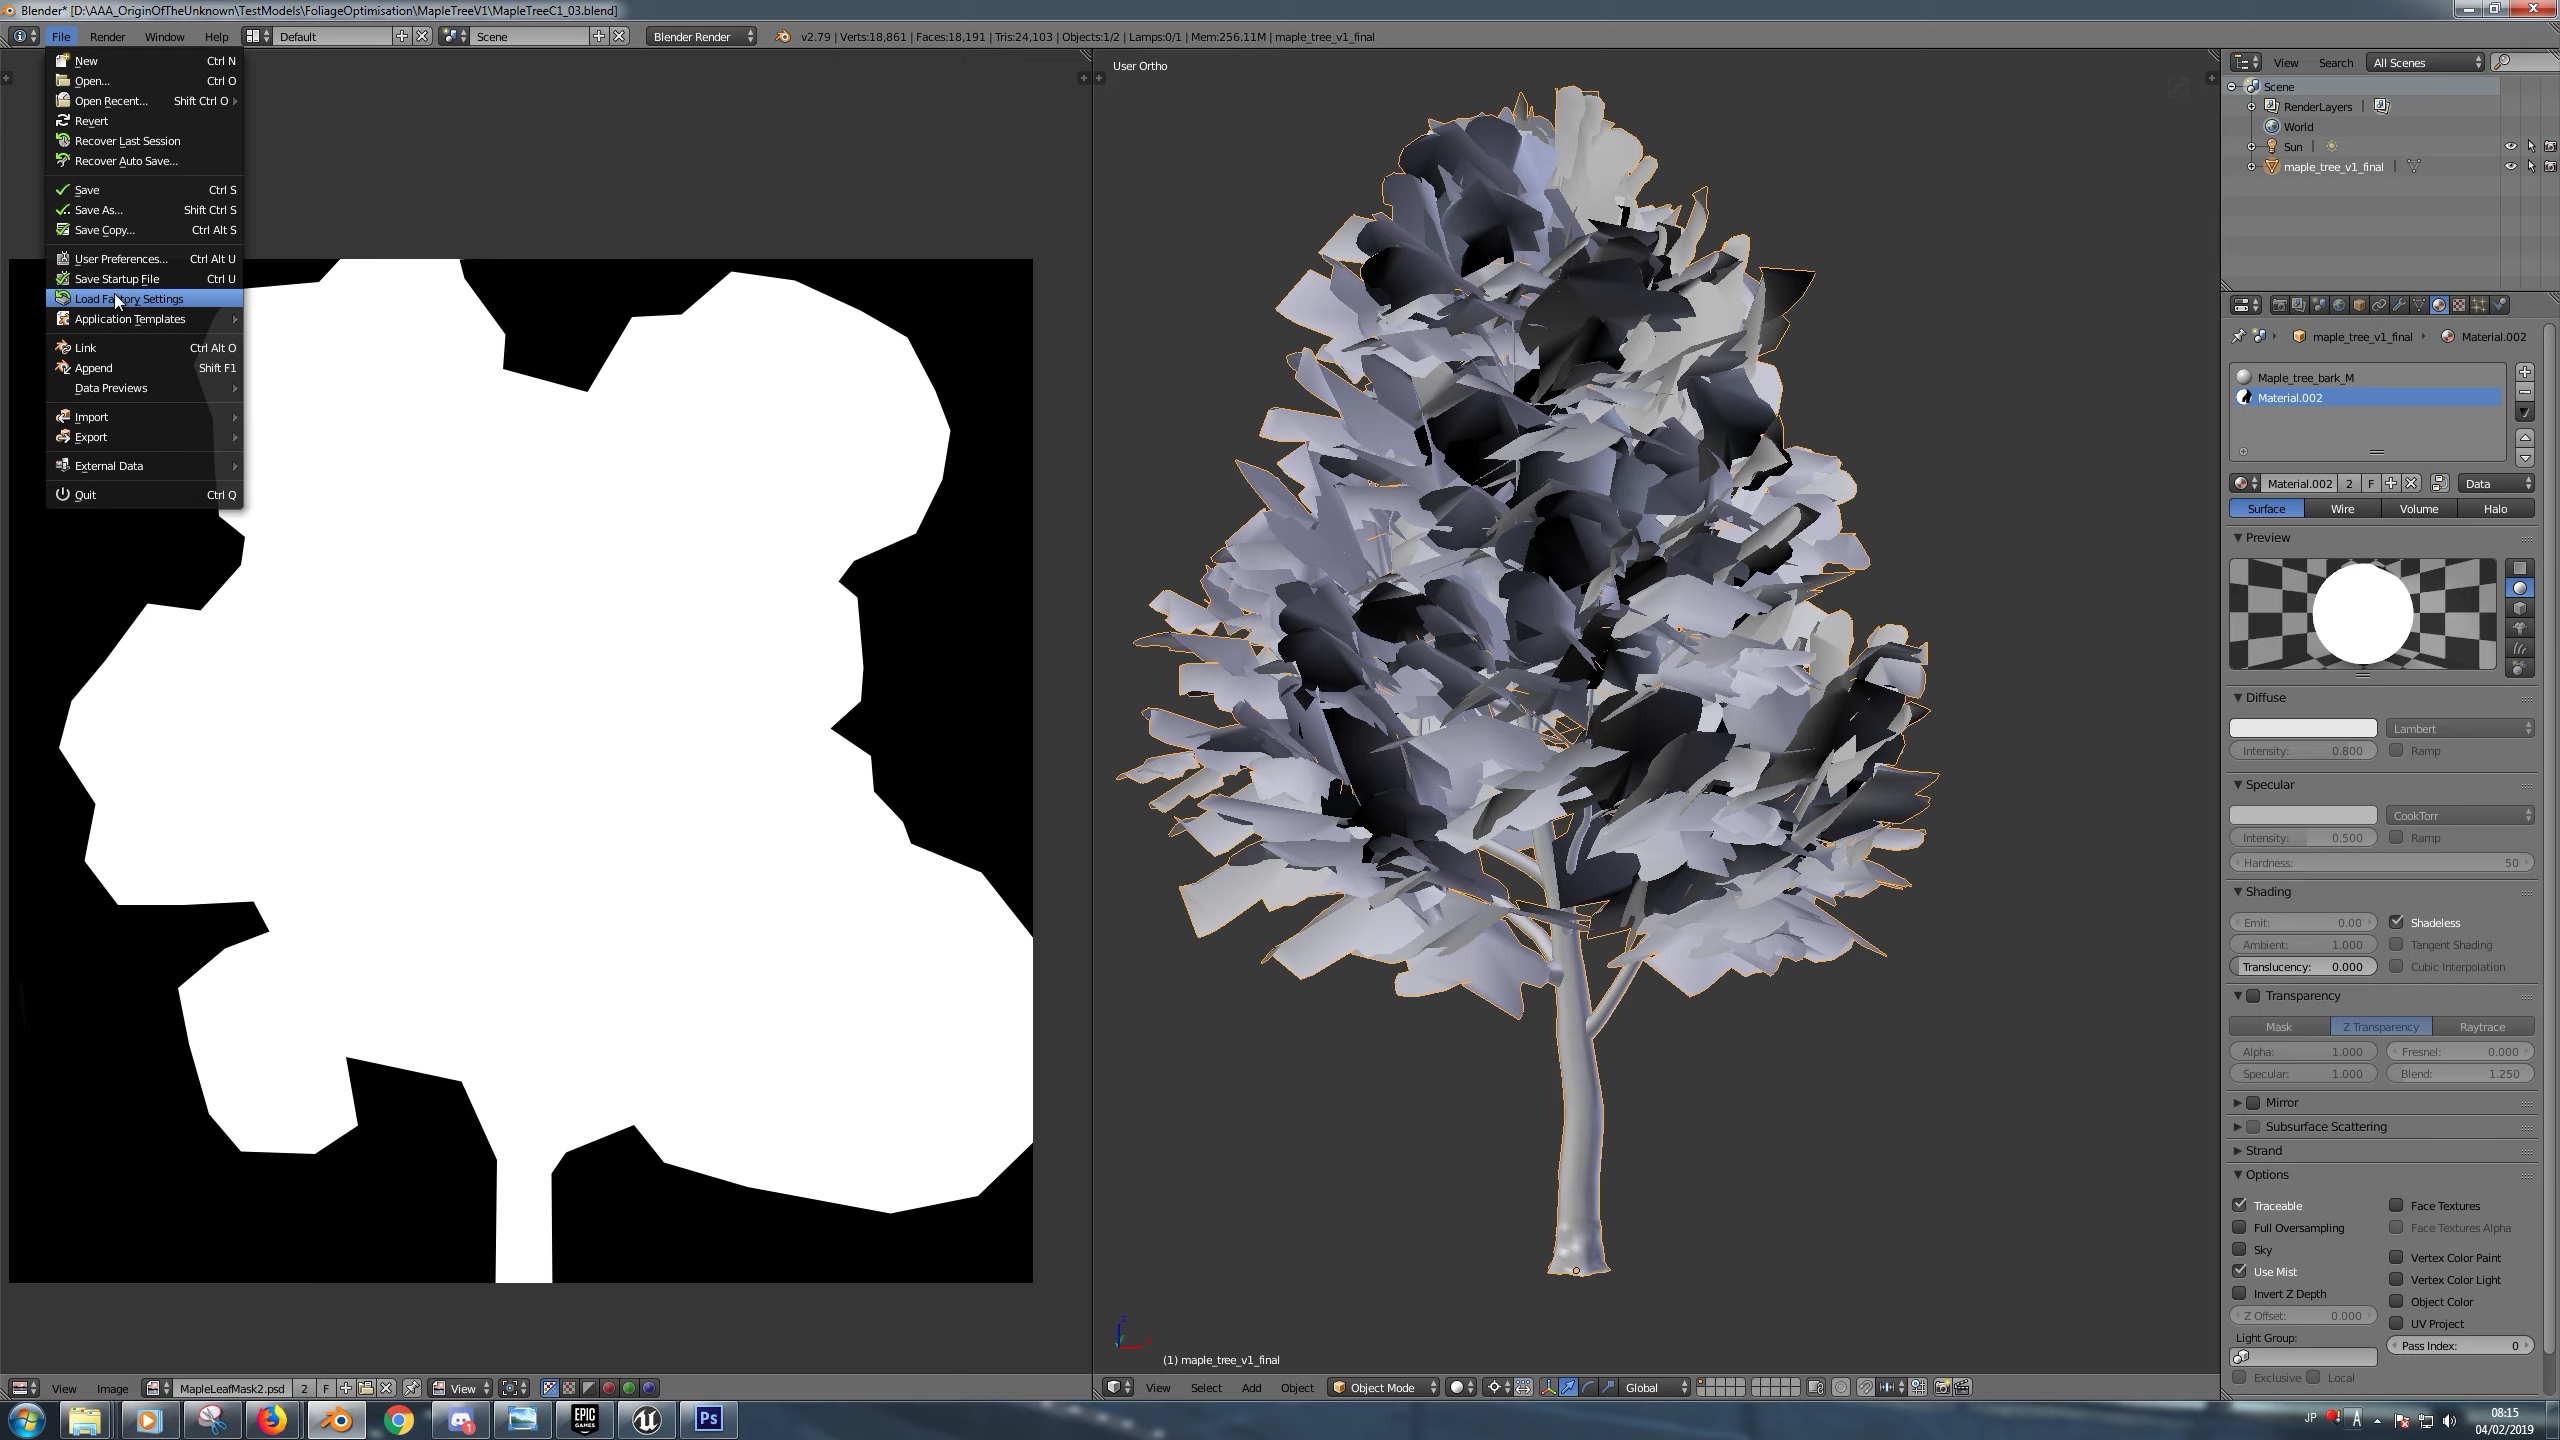 Blender* [D:\AAA_OriginOfTheUnknown\TestModels\FoliageOptimisation\MapleTreeV1\MapleTreeC1_03.blend]
File Render Window Help Default Scene Blender Render v2.79 | Verts:18,861 | Faces:18,191 | Tris:24,103 | Objects:1/2 | Lamps:0/1 | Mem:256.11M | maple_tree_v1_final
New Ctrl N
Open... Ctrl O
Open Recent... Shift Ctrl O
Revert
Recover Last Session
Recover Auto Save...
Save Ctrl S
Save As... Shift Ctrl S
Save Copy... Ctrl Alt S
User Preferences... Ctrl Alt U
Save Startup File Ctrl U
Load Factory Settings
Application Templates
Link Ctrl Alt O
Append Shift F1
Data Previews
Import
Export
External Data
Quit Ctrl Q
View Image MapleLeafMask2.psd 2 F View
User Ortho
(1) maple_tree_v1_final
View Select Add Object Object Mode Global
View Search All Scenes
Scene
RenderLayers |
World
Sun |
maple_tree_v1_final |
maple_tree_v1_final Material.002
Maple_tree_bark_M
Material.002
Material.002 2 F Data
Surface Wire Volume Halo
Preview
Diffuse
Lambert
Intensity: 0.800 Ramp
Specular
CookTorr
Intensity: 0.500 Ramp
Hardness: 50
Shading
Emit: 0.00 Shadeless
Ambient: 1.000 Tangent Shading
Translucency: 0.000 Cubic Interpolation
Transparency
Mask Z Transparency Raytrace
Alpha: 1.000 Fresnel: 0.000
Specular: 1.000 Blend: 1.250
Mirror
Subsurface Scattering
Strand
Options
Traceable Face Textures
Full Oversampling Face Textures Alpha
Sky Vertex Color Paint
Use Mist Vertex Color Light
Invert Z Depth Object Color
Z Offset: 0.000 UV Project
Light Group: Pass Index: 0
Exclusive Local
EPIC GAMES
Ps
JP A
08:15
04/02/2019